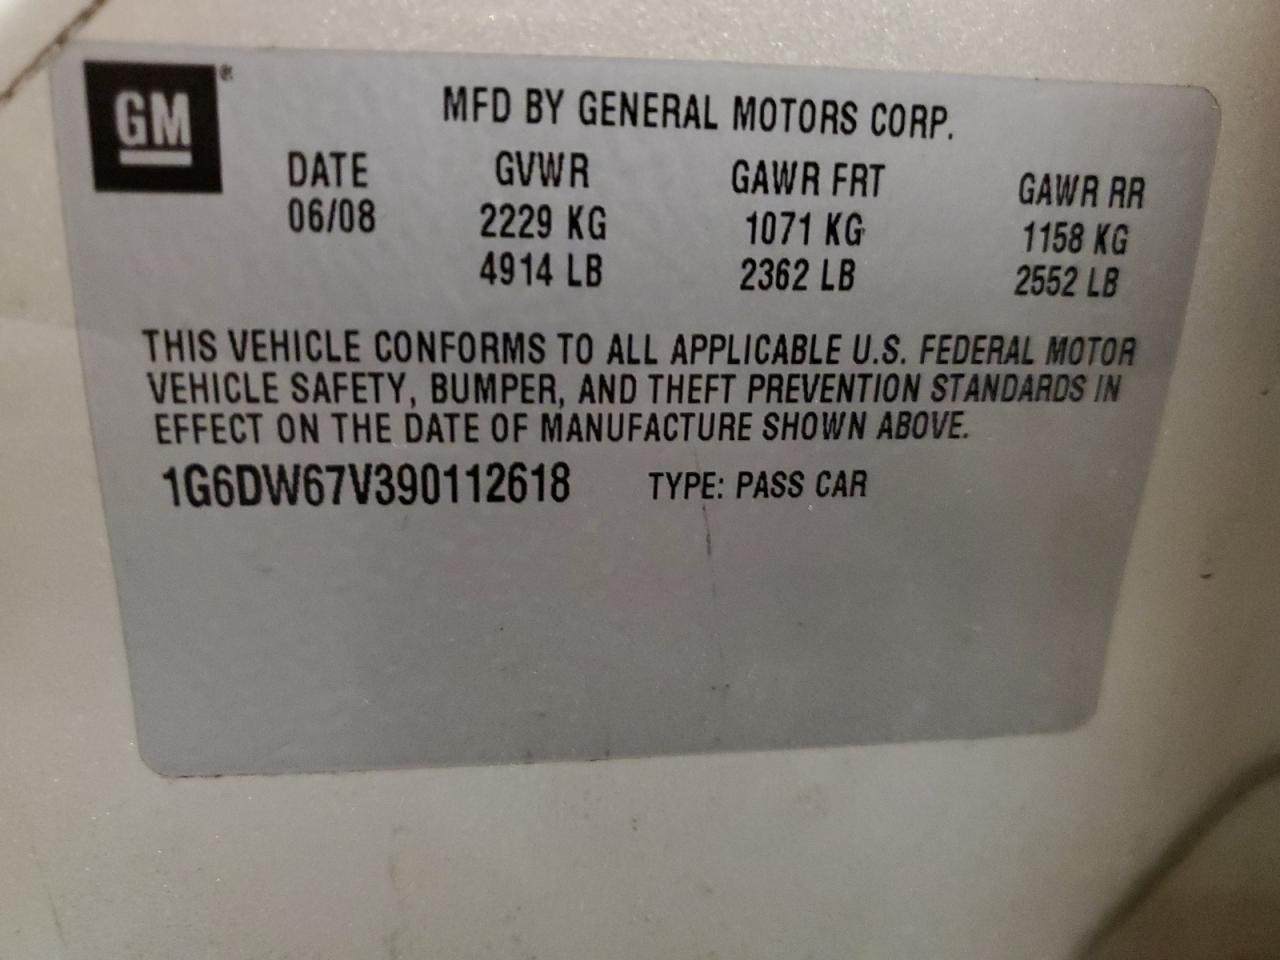 GM®
MFD BY GENERAL MOTORS CORP.
DATE GVWR GAWR FRT GAWR RR
06/08 2229 KG 1071 KG 1158 KG
4914 LB 2362 LB 2552 LB
THIS VEHICLE CONFORMS TO ALL APPLICABLE U.S. FEDERAL MOTOR
VEHICLE SAFETY, BUMPER, AND THEFT PREVENTION STANDARDS IN
EFFECT ON THE DATE OF MANUFACTURE SHOWN ABOVE.
1G6DW67V390112618 TYPE: PASS CAR